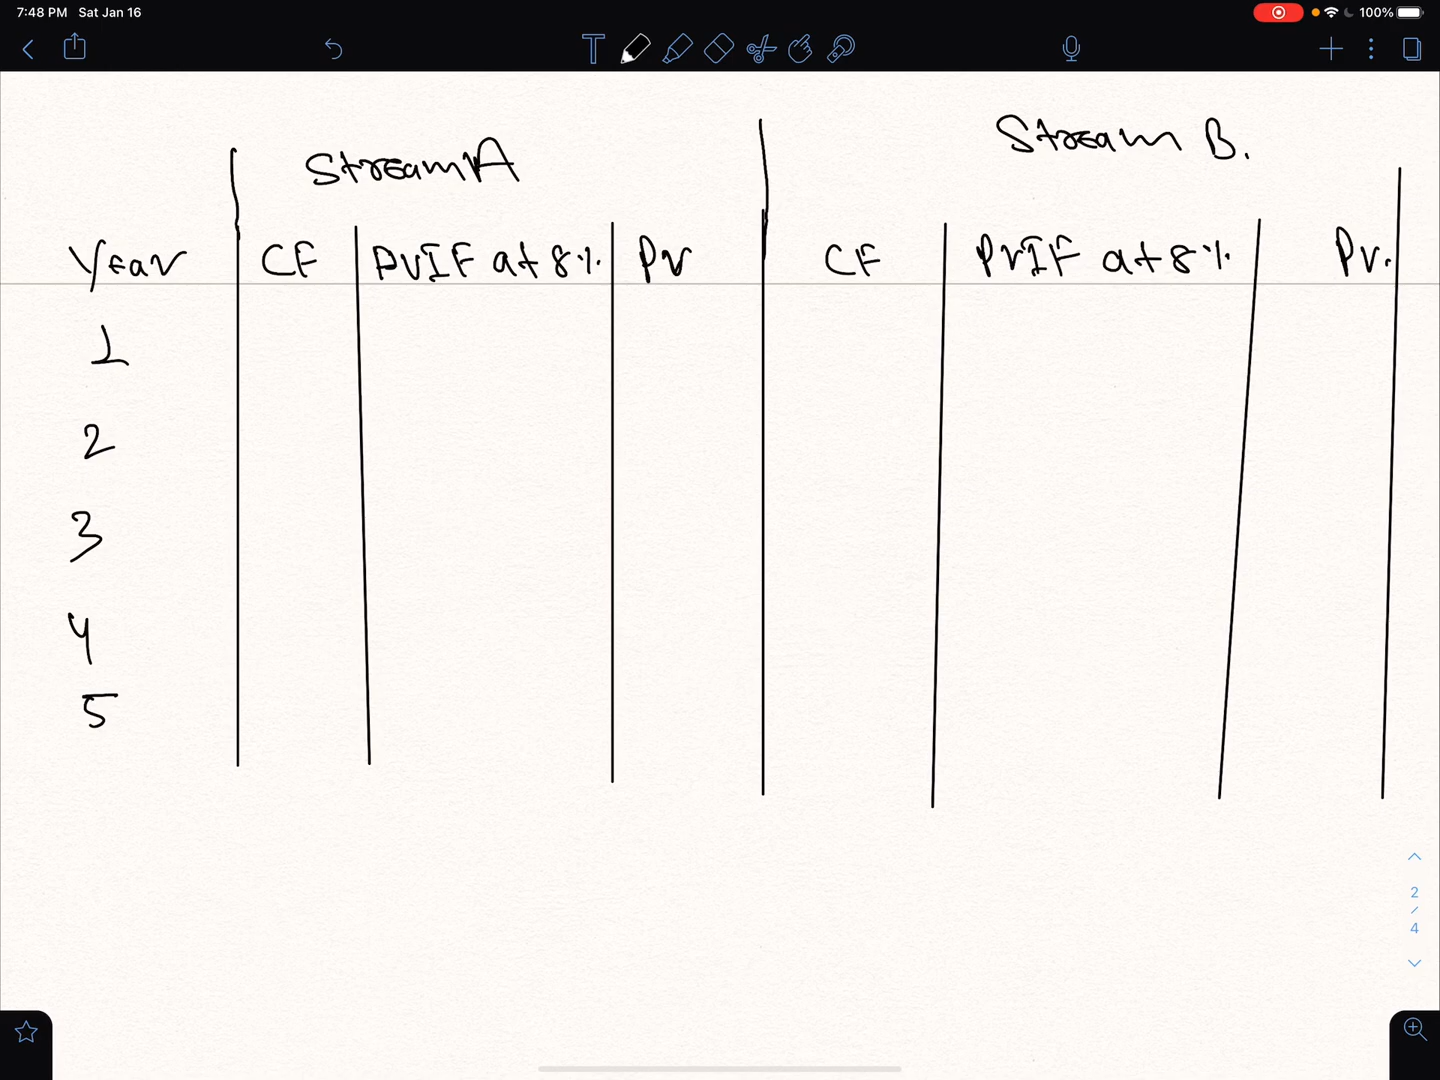 7:48 PM Sat Jan 16
100%
T
Stream A
Stream B.
Year CF PVIF at 8% PV CF PVIF at 8% PV.
1
2
3
4
5
2
/
4